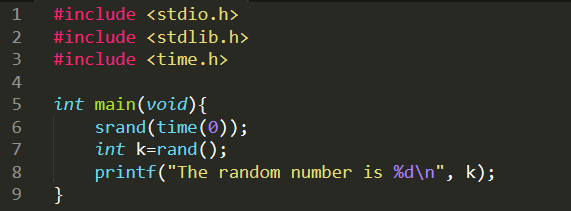 1 #include <stdio.h>
2 #include <stdlib.h>
3 #include <time.h>
4
5 int main(void){
6     srand(time(0));
7     int k=rand();
8     printf("The random number is %d\n", k);
9 }